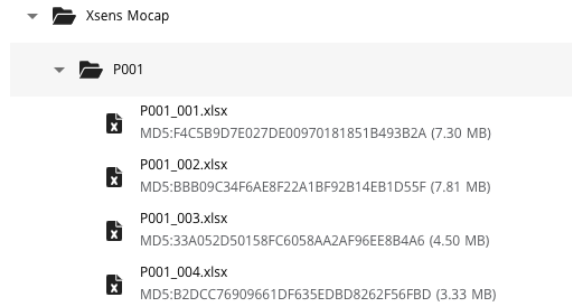 Xsens Mocap
P001
P001_001.xlsx
MD5:F4C5B9D7E027DE00970181851B493B2A (7.30 MB)
P001_002.xlsx
MD5:BBB09C34F6AE8F22A1BF92B14EB1D55F (7.81 MB)
P001_003.xlsx
MD5:33A052D50158FC6058AA2AF96EE8B4A6 (4.50 MB)
P001_004.xlsx
MD5:B2DCC76909661DF635EDBD8262F56FBD (3.33 MB)